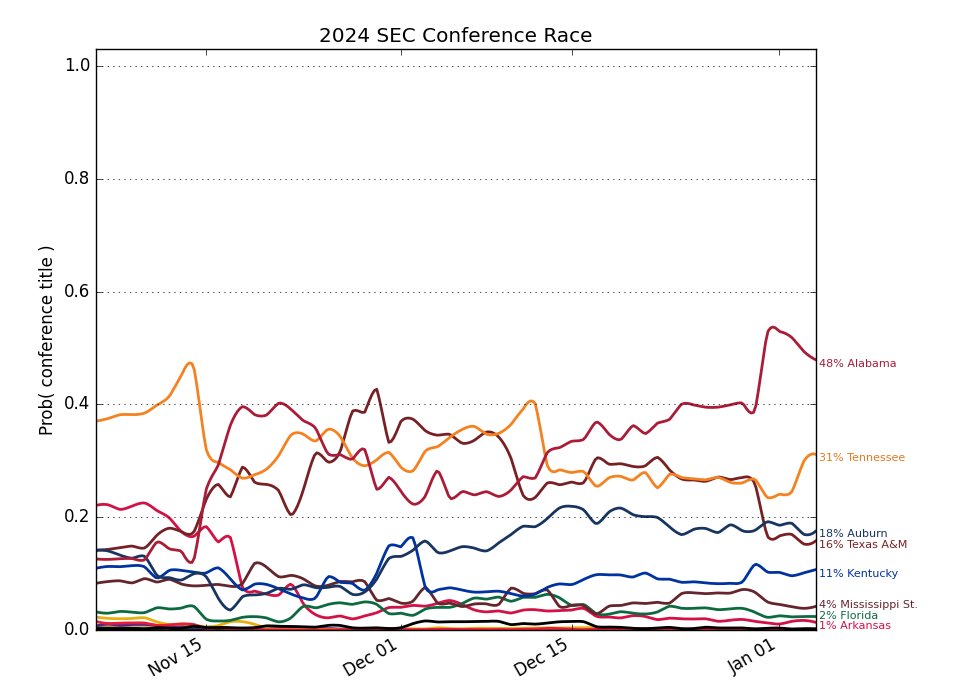 2024 SEC Conference Race
Prob( conference title )
1.0
0.8
0.6
0.4
0.2
0.0
48% Alabama
31% Tennessee
18% Auburn
16% Texas A&M
11% Kentucky
4% Mississippi St.
2% Florida
1% Arkansas
Nov 15
Dec 01
Dec 15
Jan 01